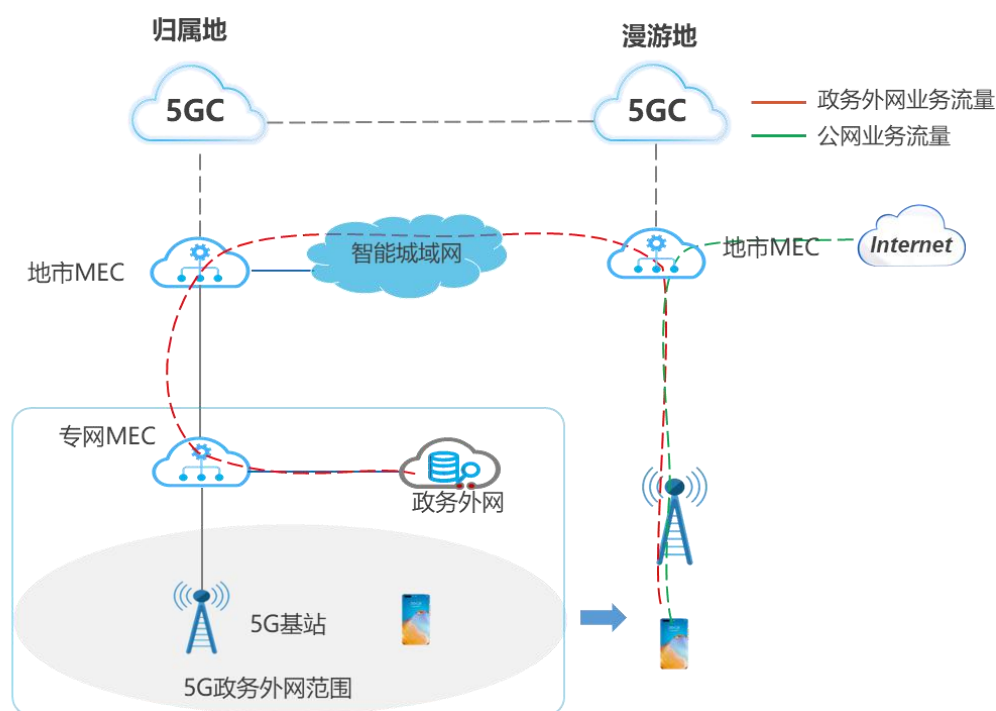 归属地
漫游地
5GC
5GC
政务外网业务流量
公网业务流量
智能城域网
地市MEC
地市MEC
Internet
专网MEC
政务外网
5G基站
5G政务外网范围